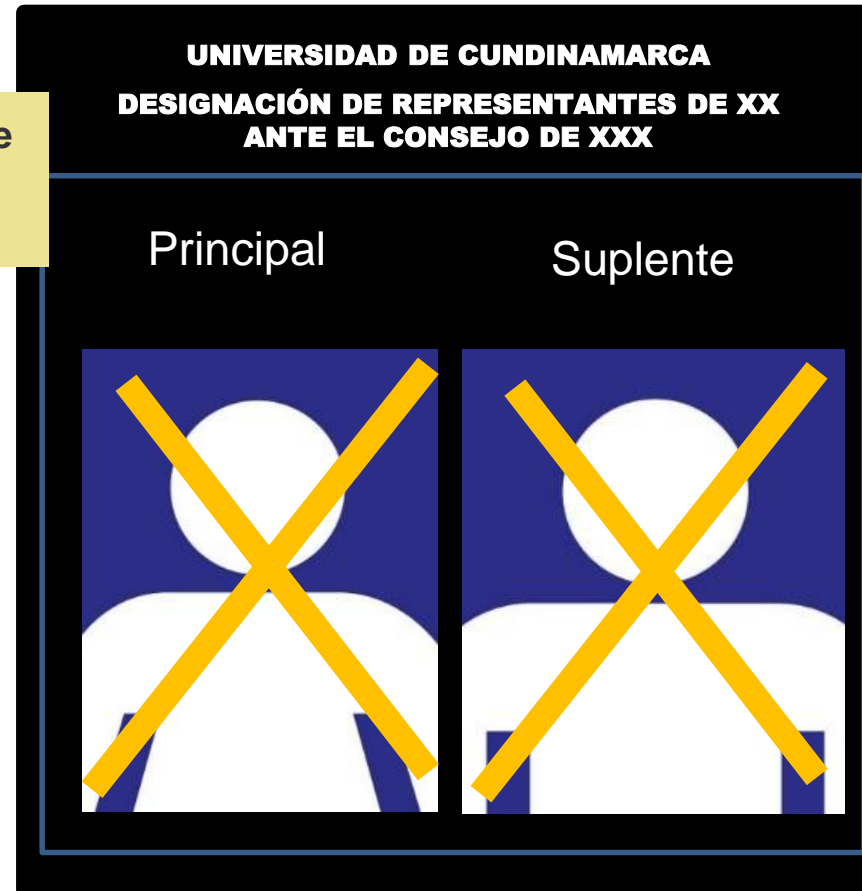 UNIVERSIDAD DE CUNDINAMARCA
DESIGNACIÓN DE REPRESENTANTES DE XX
ANTE EL CONSEJO DE XXX
Principal
Suplente